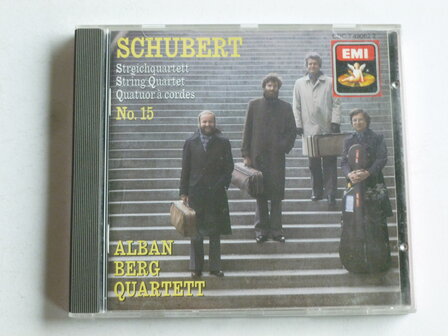 SCHUBERT
Streichquartett
String Quartet
Quatuor à cordes
No. 15
EMI
ALBAN
BERG
QUARTETT